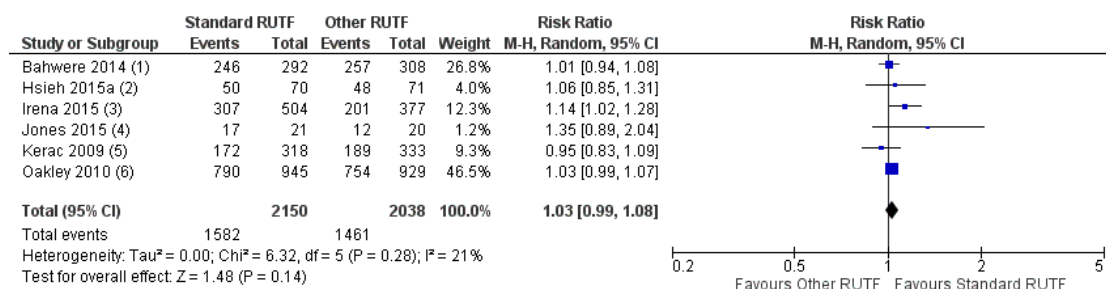 Standard RUTF Other RUTF Risk Ratio Risk Ratio
Study or Subgroup Events Total Events Total Weight M-H, Random, 95% CI M-H, Random, 95% CI
Bahwere 2014 (1) 246 292 257 308 26.8% 1.01 [0.94, 1.08]
Hsieh 2015a (2) 50 70 48 71 4.0% 1.06 [0.85, 1.31]
Irena 2015 (3) 307 504 201 377 12.3% 1.14 [1.02, 1.28]
Jones 2015 (4) 17 21 12 20 1.2% 1.35 [0.89, 2.04]
Kerac 2009 (5) 172 318 189 333 9.3% 0.95 [0.83, 1.09]
Oakley 2010 (6) 790 945 754 929 46.5% 1.03 [0.99, 1.07]
Total (95% CI) 2150 2038 100.0% 1.03 [0.99, 1.08]
Total events 1582 1461
Heterogeneity: Tau² = 0.00; Chi² = 6.32, df = 5 (P = 0.28); I² = 21%
Test for overall effect: Z = 1.48 (P = 0.14)
0.2 0.5 1 2 5
Favours Other RUTF Favours Standard RUTF